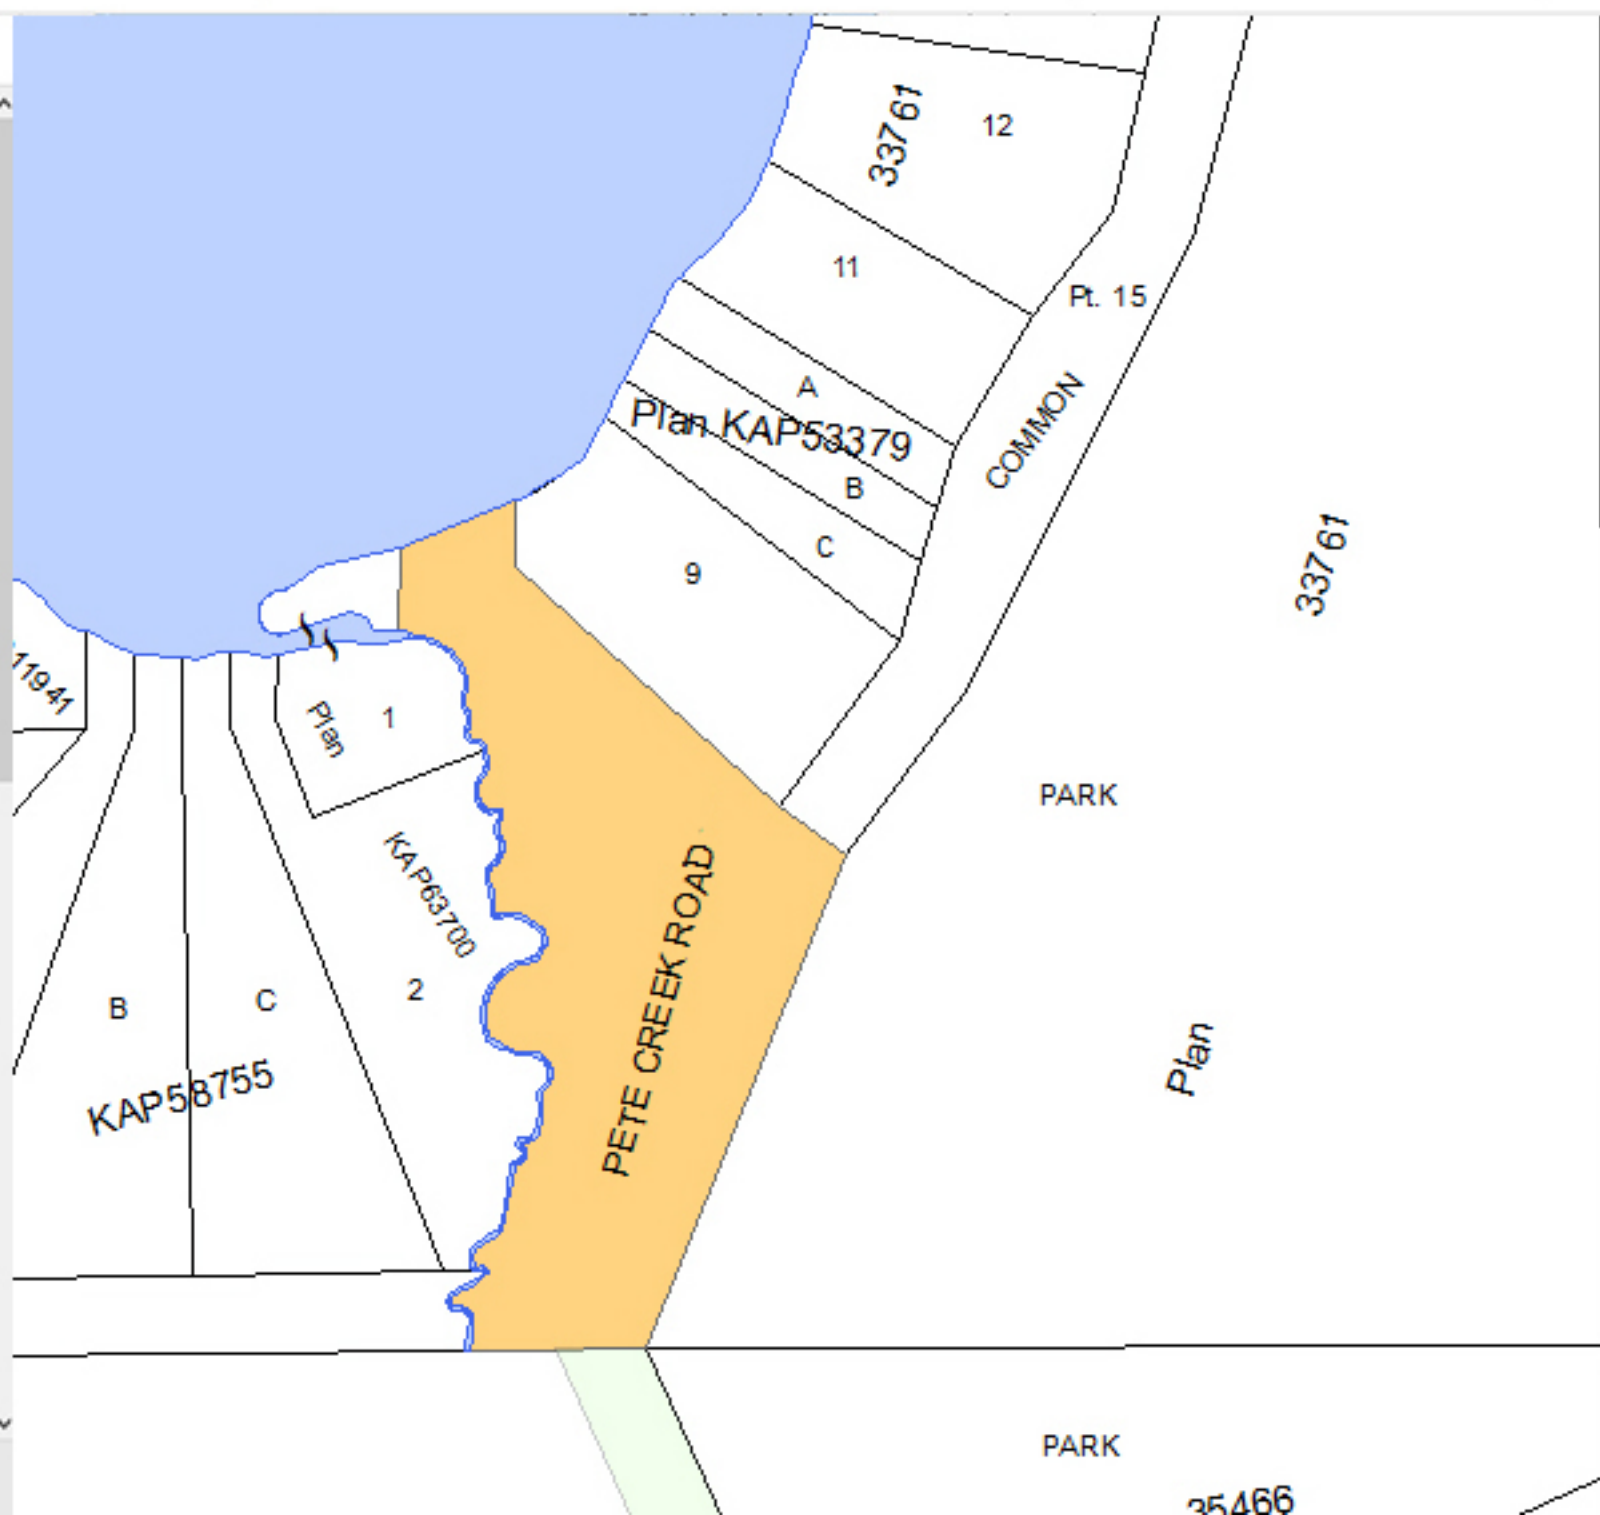 33761
12
11
Pt. 15
A
Plan KAP53379
COMMON
B
C
9
33761
11941
Plan
1
PARK
KAP63700
PETE CREEK ROAD
2
B
C
KAP58755
Plan
PARK
35466